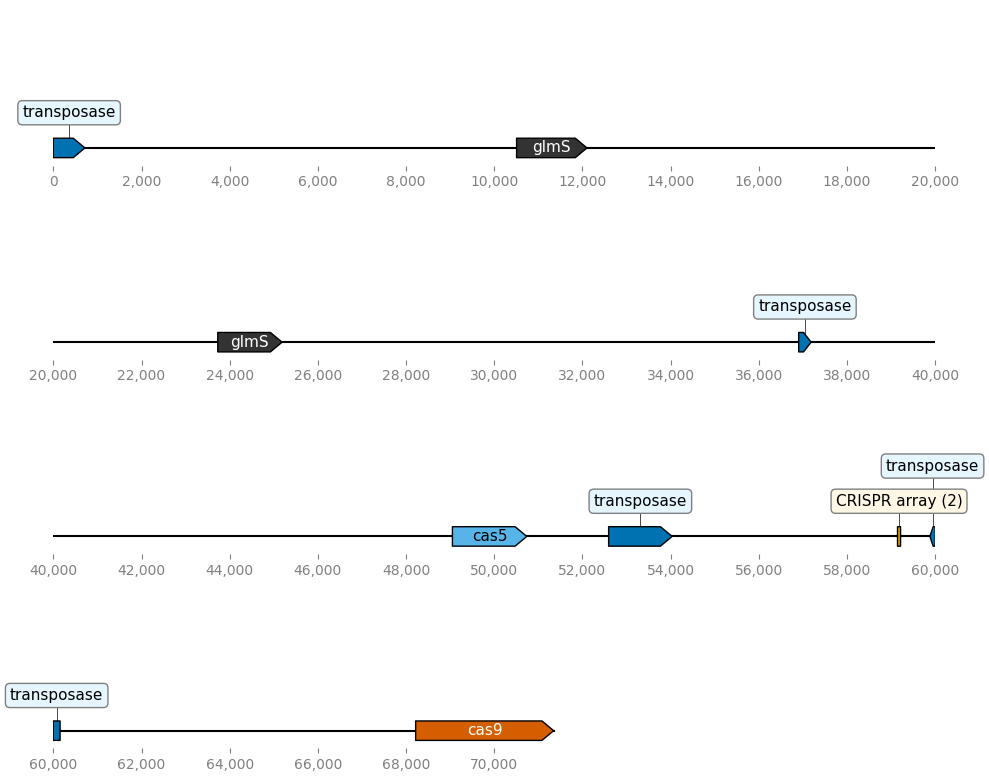 transposase
glmS
0 2,000 4,000 6,000 8,000 10,000 12,000 14,000 16,000 18,000 20,000
transposase
glmS
20,000 22,000 24,000 26,000 28,000 30,000 32,000 34,000 36,000 38,000 40,000
transposase
transposase CRISPR array (2)
cas5
40,000 42,000 44,000 46,000 48,000 50,000 52,000 54,000 56,000 58,000 60,000
transposase
cas9
60,000 62,000 64,000 66,000 68,000 70,000